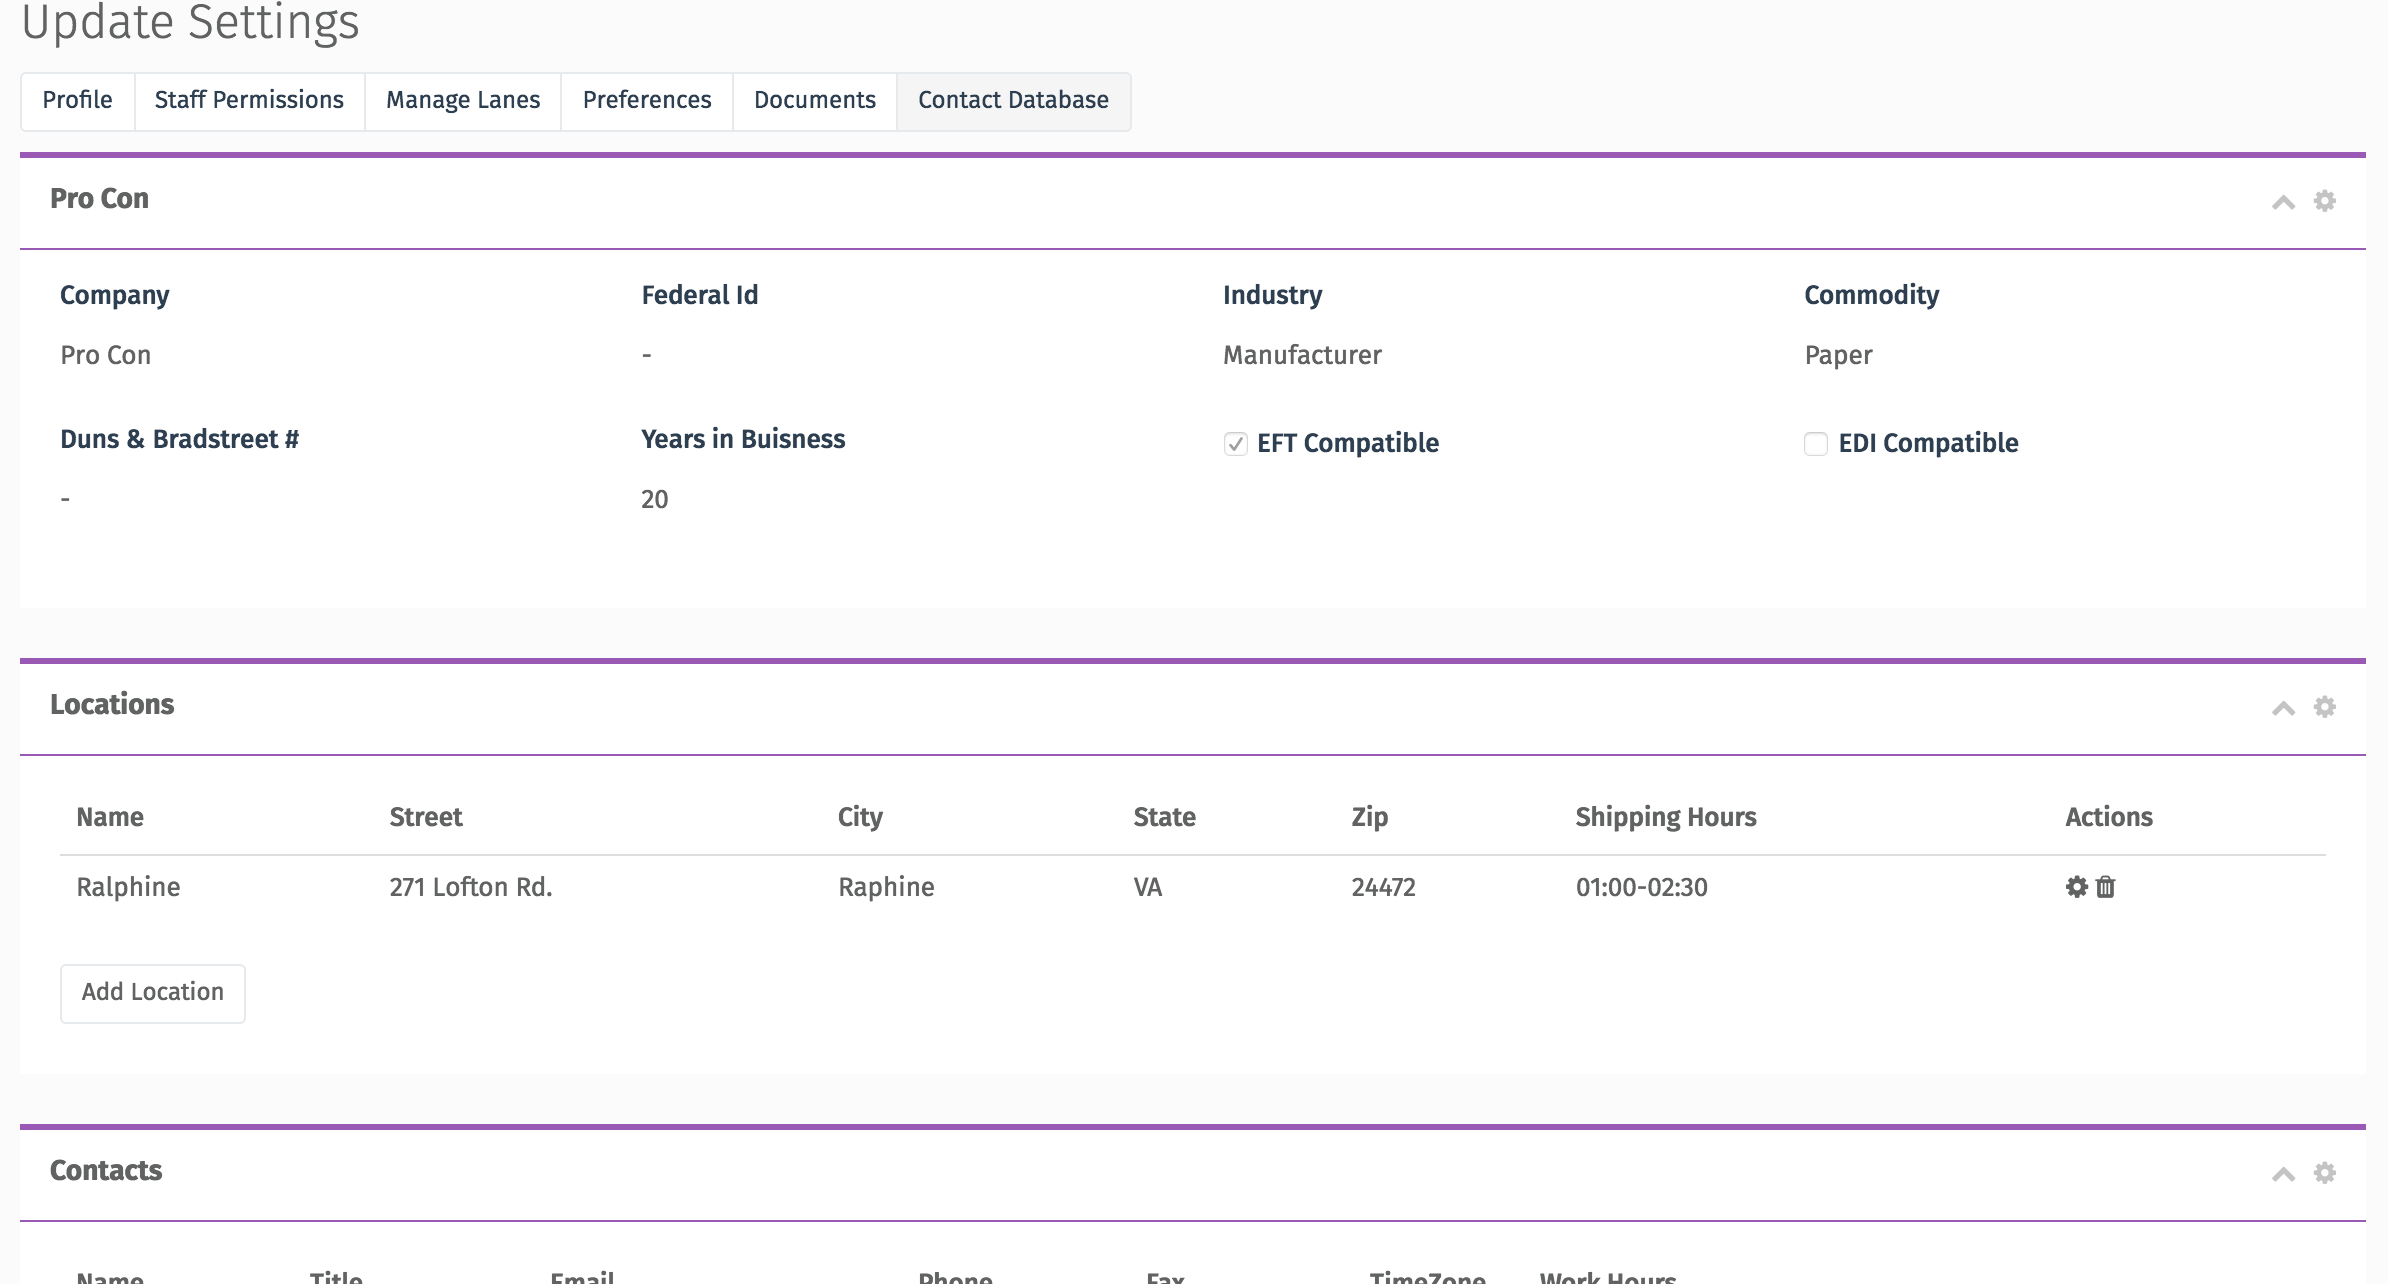 Update Settings
Profile Staff Permissions Manage Lanes Preferences Documents Contact Database
Pro Con
Company Federal Id Industry Commodity
Pro Con - Manufacturer Paper
Duns & Bradstreet # Years in Buisness EFT Compatible EDI Compatible
- 20
Locations
Name Street City State Zip Shipping Hours Actions
Ralphine 271 Lofton Rd. Raphine VA 24472 01:00-02:30
Add Location
Contacts
Name Title Email Phone Fax TimeZone Work Hours